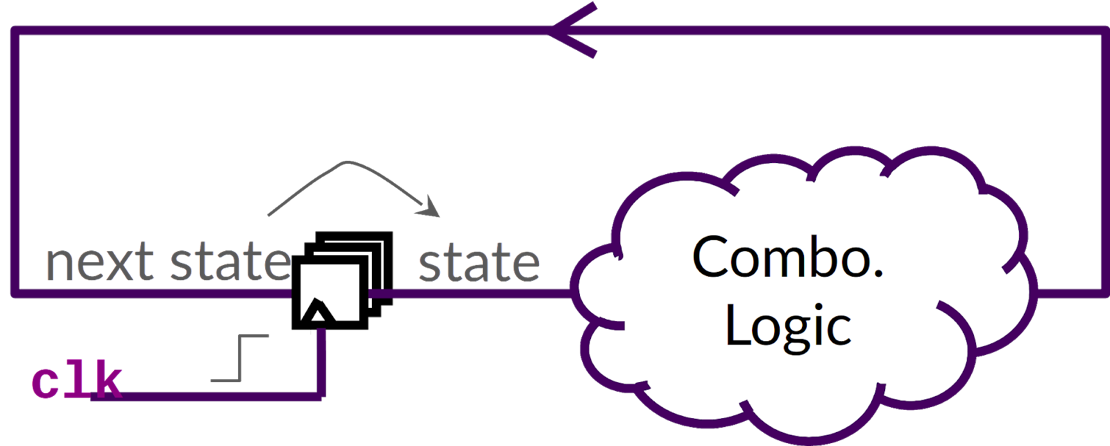 next state
state
Combo.
Logic
clk